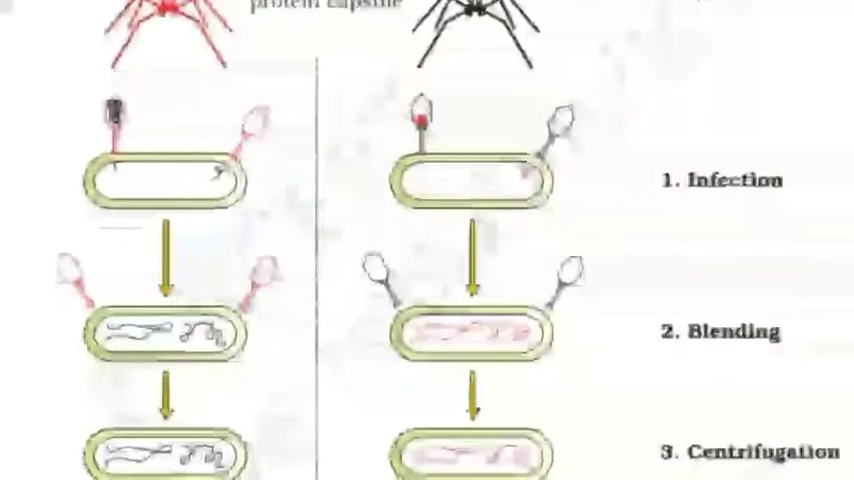 protein capsule
1. Infection
2. Blending
3. Centrifugation